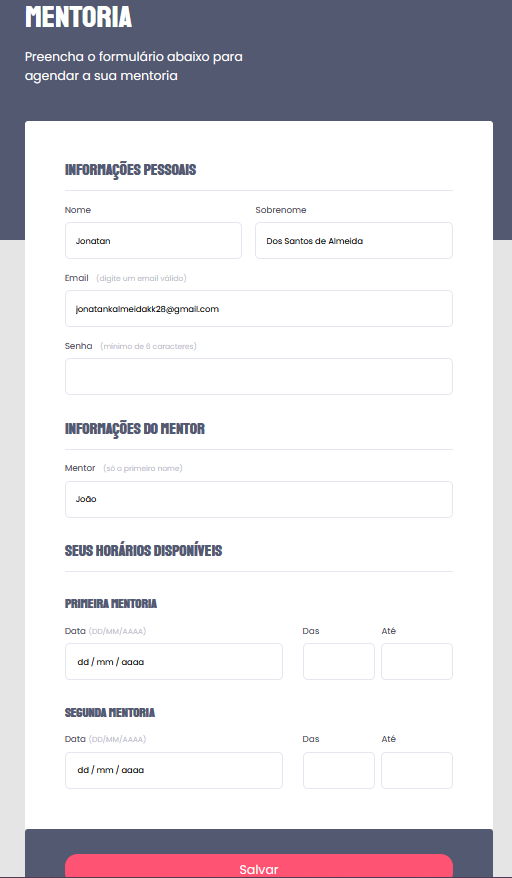 MENTORIA
Preencha o formulário abaixo para
agendar a sua mentoria
INFORMAÇÕES PESSOAIS
Nome
Sobrenome
Jonatan
Dos Santos de Almeida
Email (digite um email válido)
jonatankalmeidakk28@gmail.com
Senha (mínimo de 6 caracteres)
INFORMAÇÕES DO MENTOR
Mentor (só o primeiro nome)
João
SEUS HORÁRIOS DISPONÍVEIS
PRIMEIRA MENTORIA
Data (DD/MM/AAAA)
Das
Até
dd / mm / aaaa
SEGUNDA MENTORIA
Data (DD/MM/AAAA)
Das
Até
dd / mm / aaaa
Salvar